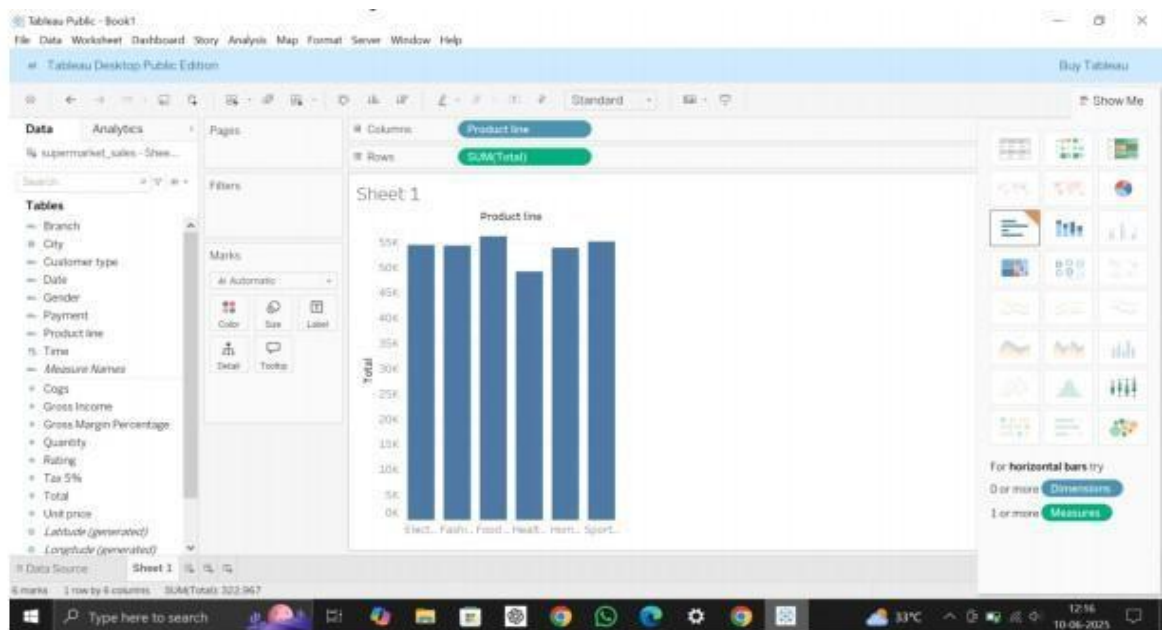 Tableau Public - Book1
File Data Worksheet Dashboard Story Analysis Map Format Server Window Help
Tableau Desktop Public Edition Buy Tableau
Standard Show Me
Data Analytics Pages Columns Product line
supermarket_sales - Shee... Rows SUM(Total)
Search Filters Sheet 1
Tables Product line
Branch
City
Customer type Marks
Date Automatic
Gender
Payment Color Size Label
Product line
Time Detail Tooltip
Measure Names
Cogs
Gross Income
Gross Margin Percentage
Quantity
Rating
Tax 5%
Total
Unit price
Latitude (generated)
Longitude (generated)
Total
55K
50K
45K
40K
35K
30K
25K
20K
15K
10K
5K
0K
Elect.. Fashi.. Food .. Healt.. Hom.. Sport..
For horizontal bars try
0 or more Dimensions
1 or more Measures
Data Source Sheet 1
6 marks 1 row by 6 columns SUM(Total): 322,967
Type here to search 33°C 12:16
10-06-2025